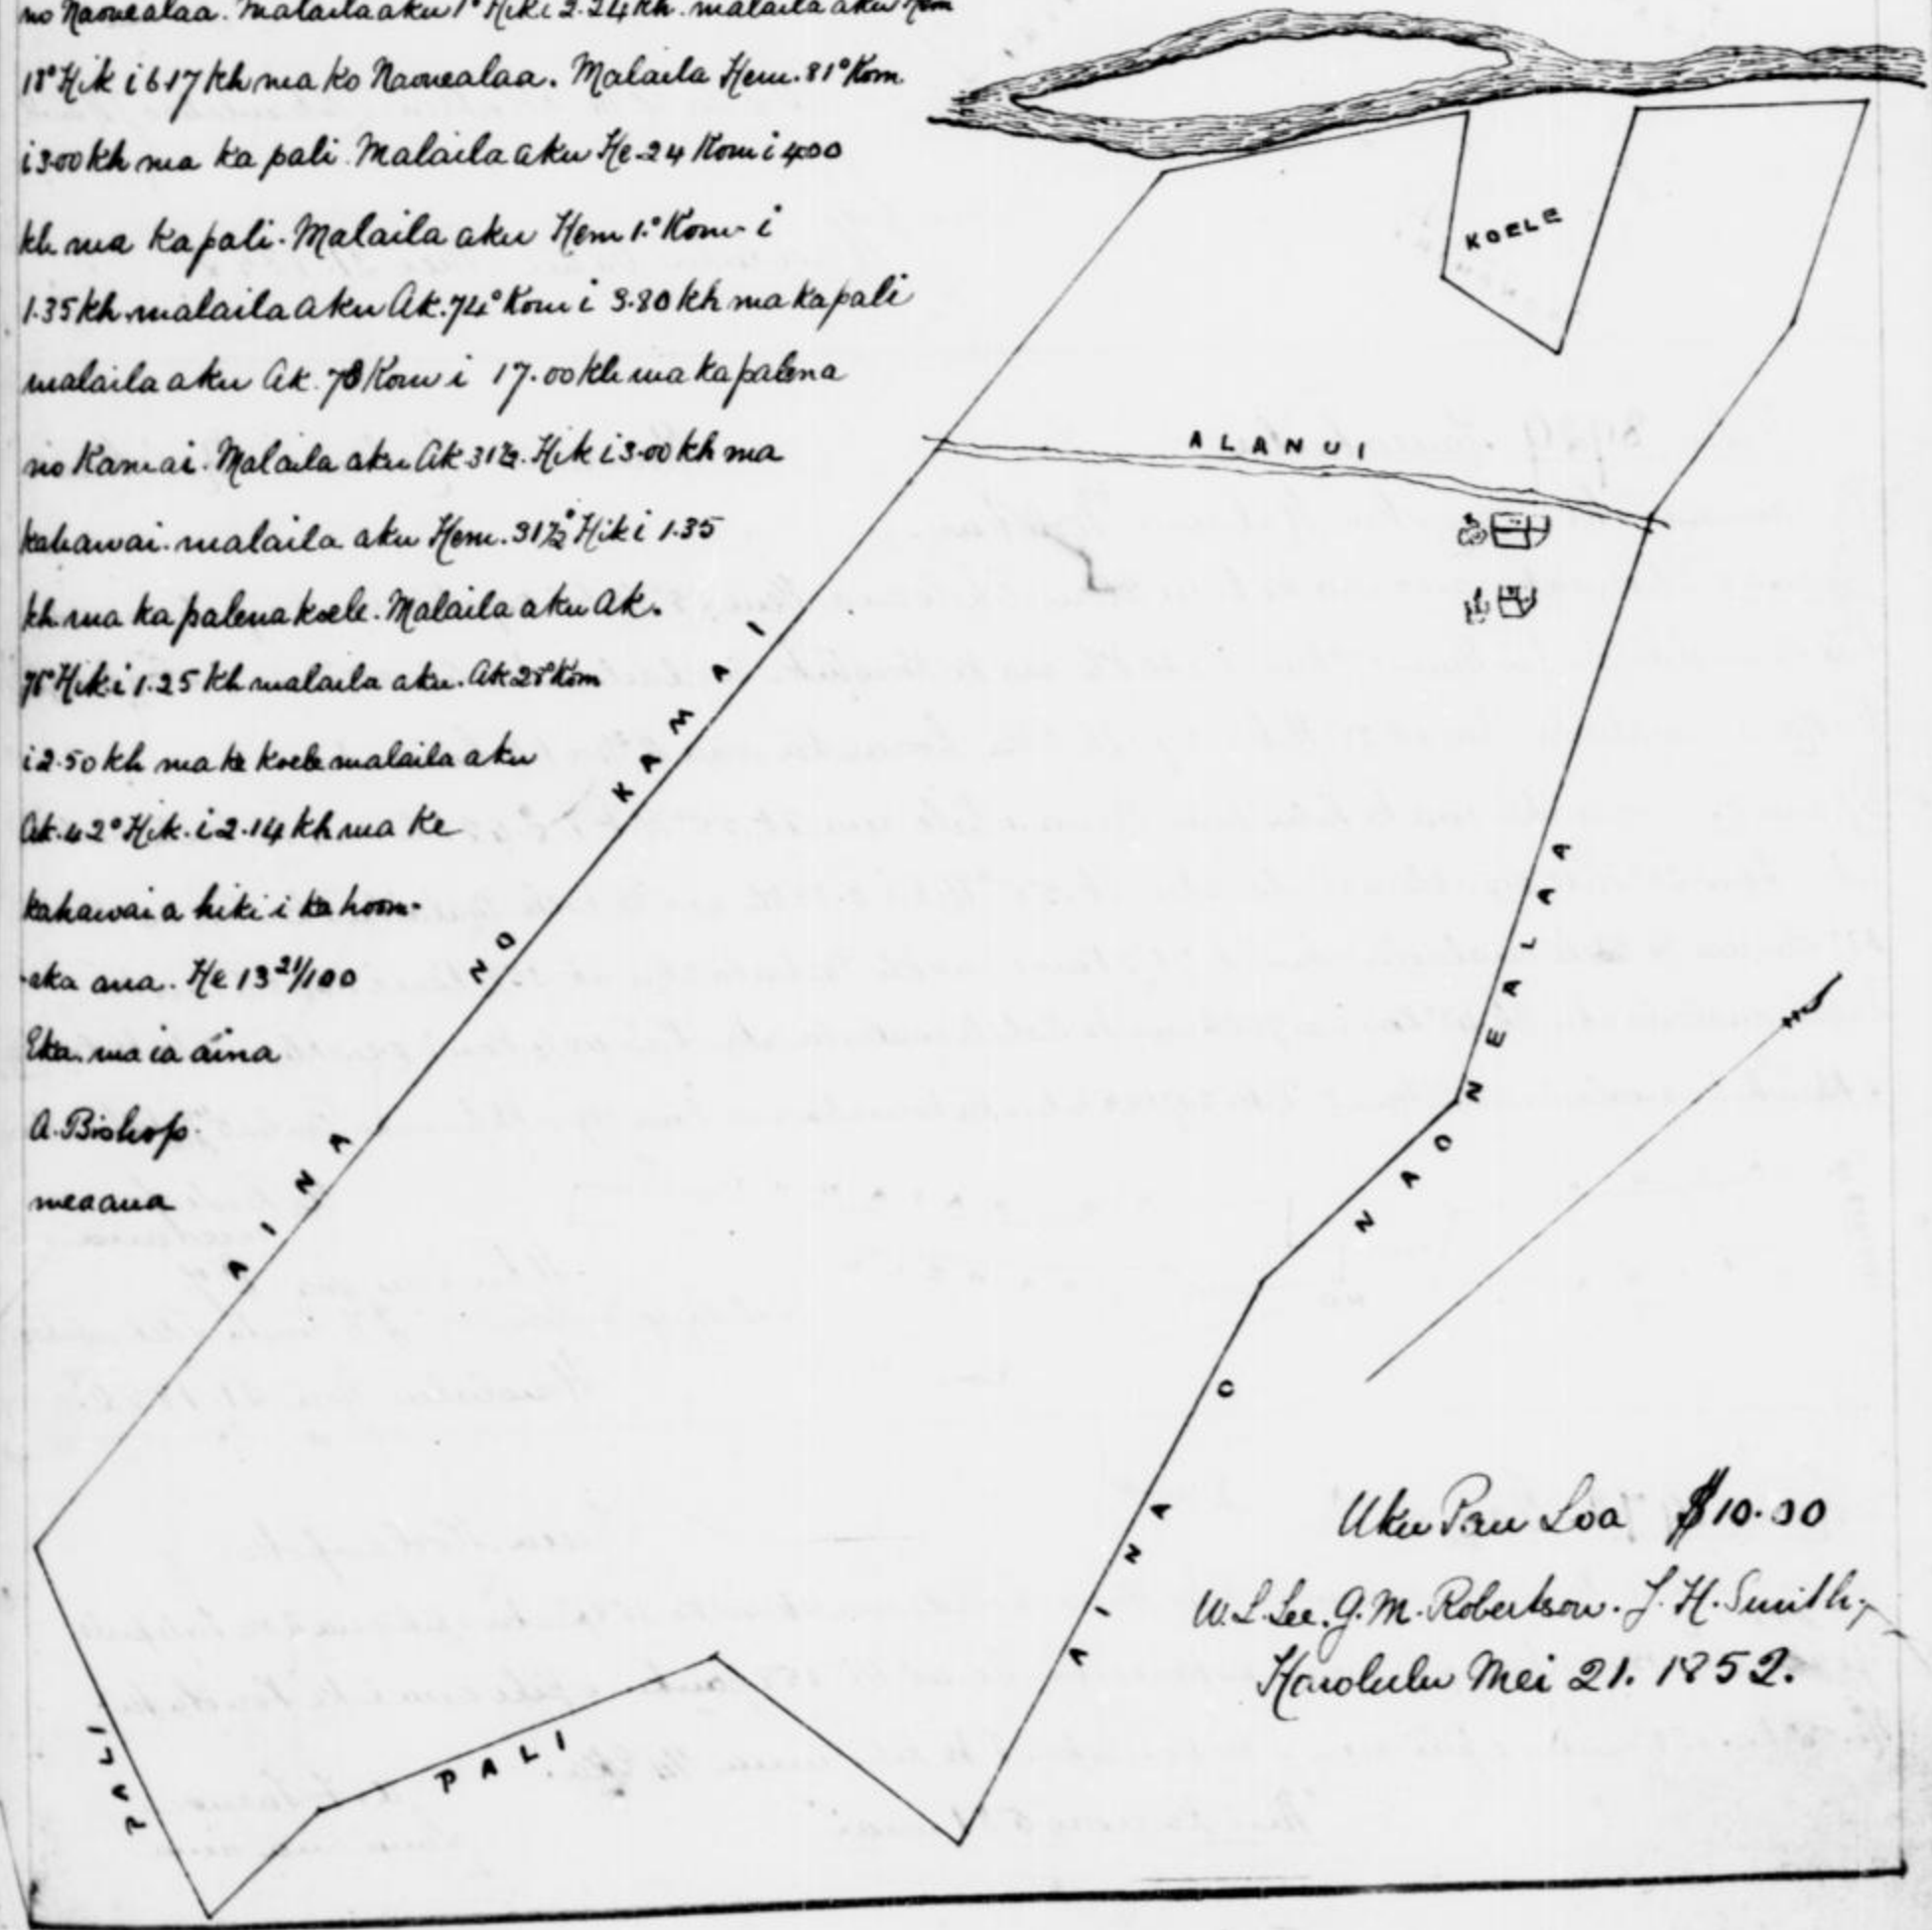 no Naonealaa. Malaila aku 1° Hik i 2.24 kh. malaila aku Hem
18° Hik i 6.17 kh ma ko Naonealaa. Malaila Hem. 81° Kom
i 3.00 kh ma ka pali. Malaila aku He. 24 Kom i 4.00
kh ma ka pali. Malaila aku Hem 1.° Kom. i
1.35 kh. malaila aku Ak. 74° Kom i 3.80 kh ma ka pali
malaila aku Ak. 78 Kom i 17.00 kh ma ka palena
no Kamai. Malaila aku Ak 31½. Hik i 3.00 kh ma
kahawai. malaila aku Hem. 31½° Hik i 1.35
kh. ma ka palena koele. Malaila aku Ak.
78° Hik i 1.25 kh malaila aku. Ak 25° Kom
i 2.50 kh ma ke koele malaila aku
Ak. 42° Hik. i 2.14 kh ma ke
kahawai a hiki i ka hoom-
-aka ana. He 13 21/100
Eka. ma ia aina
A. Bishop.
mea ana
KOELE
ALANUI
AINA NO KAMAI
AINA O NAONEALAA
PALI
PALI
Uku Pau Loa $10.00
W. L. Lee. G. M. Robertson. J. H. Smith.
Honolulu Mei 21. 1852.